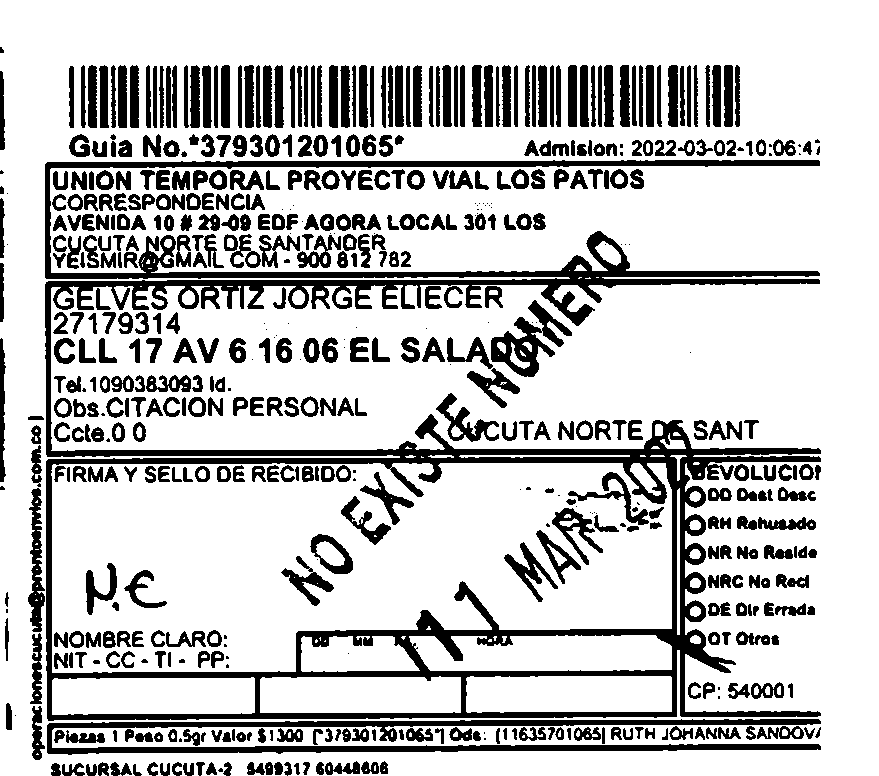 Guia No.*379301201065* Admision: 2022-03-02-10:06:47
UNION TEMPORAL PROYECTO VIAL LOS PATIOS
CORRESPONDENCIA
AVENIDA 10 # 29-09 EDF AGORA LOCAL 301 LOS
CUCUTA NORTE DE SANTANDER
YEISMIR@GMAIL COM - 900 812 782
GELVES ORTIZ JORGE ELIECER
27179314
CLL 17 AV 6 16 06 EL SALADO
Tel.1090383093 Id.
Obs.CITACION PERSONAL
Ccte.0 0 CUCUTA NORTE DE SANT
NO EXISTE NUMERO
11 MAR 2022
FIRMA Y SELLO DE RECIBIDO:
N.E
NOMBRE CLARO:
NIT - CC - TI - PP:
DD MM AA HORA
DEVOLUCION
DD Dest Desc
RH Rehusado
NR No Reside
NRC No Recl
DE Dir Errada
OT Otros
CP: 540001
operacionescucuta@prontoenvios.com.co
Piezas 1 Peso 0.5gr Valor $1300 [*379301201065*] Ods: (11635701065| RUTH JOHANNA SANDOVA
SUCURSAL CUCUTA-2 5499317 60448606